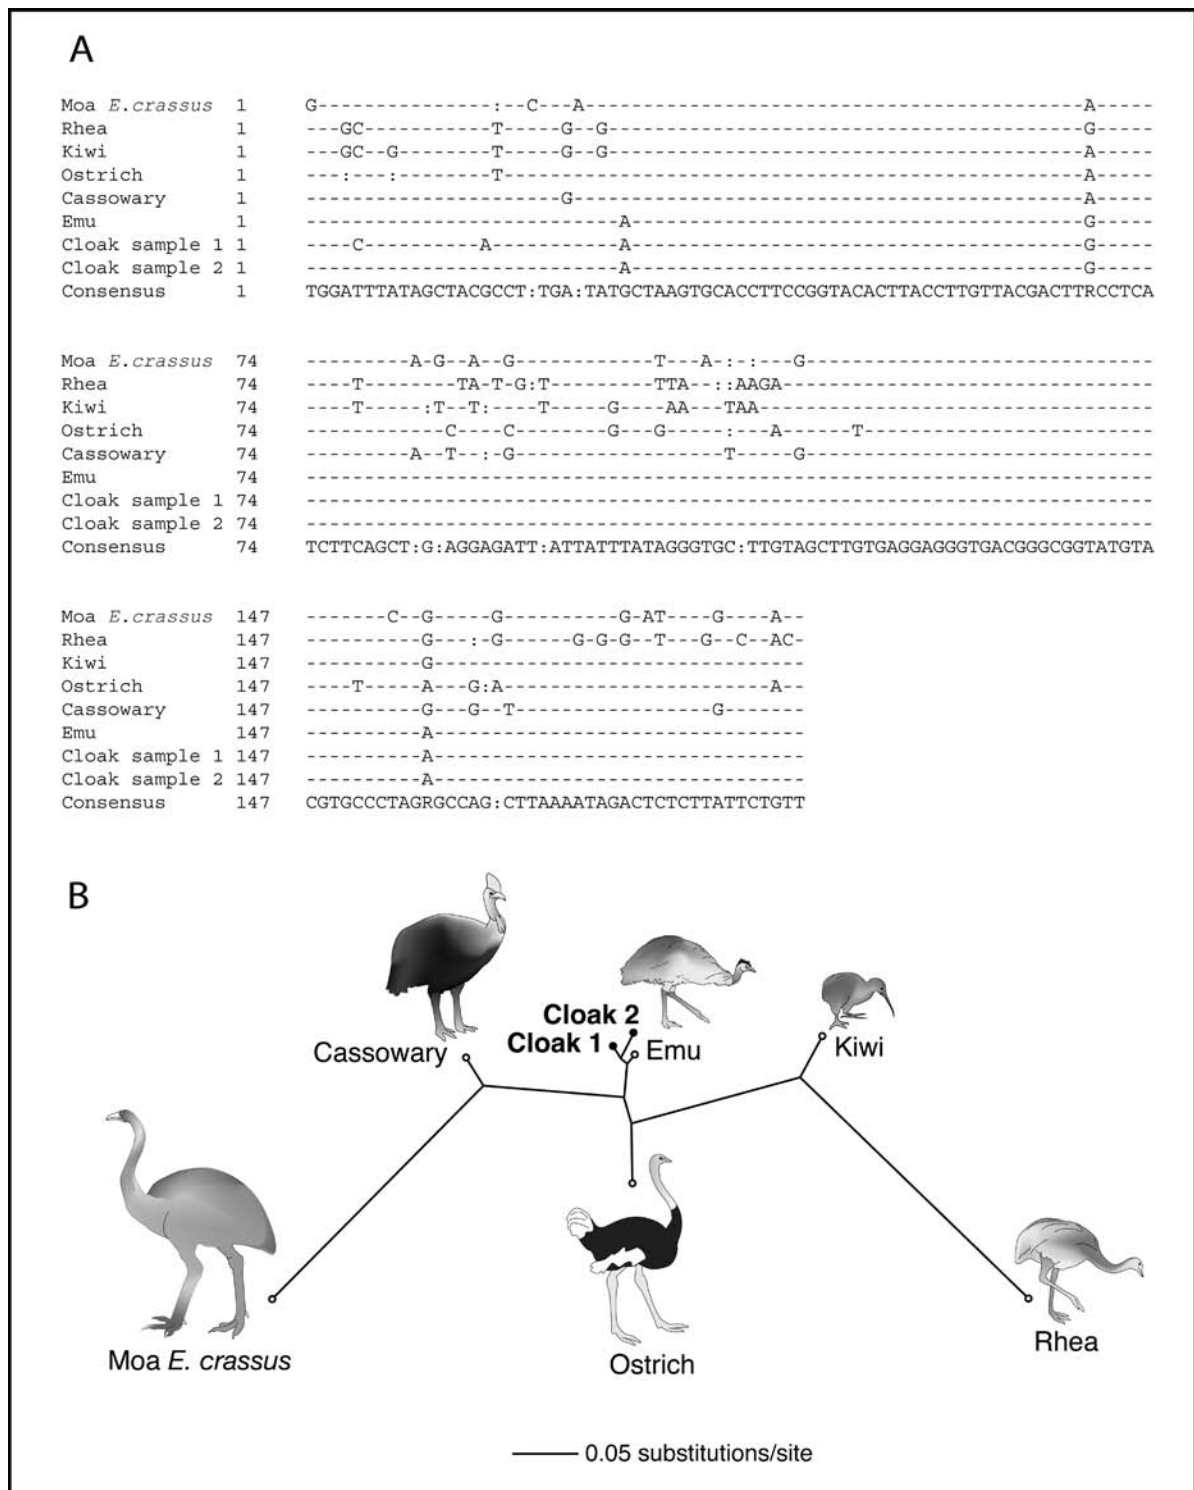 A
Moa E.crassus 1 G---------------:--C---A-------------------------------------------A-----
Rhea 1 ---GC-----------T-----G--G-----------------------------------------G-----
Kiwi 1 ---GC--G--------T-----G--G-----------------------------------------A-----
Ostrich 1 ---:---:--------T--------------------------------------------------A-----
Cassowary 1 ----------------------G--------------------------------------------A-----
Emu 1 ---------------------------A---------------------------------------G-----
Cloak sample 1 1 ----C----------A-----------A---------------------------------------G-----
Cloak sample 2 1 ---------------------------A---------------------------------------G-----
Consensus 1 TGGATTTATAGCTACGCCT:TGA:TATGCTAAGTGCACCTTCCGGTACACTTACCTTGTTACGACTTRCCTCA
Moa E.crassus 74 ---------A-G--A--G------------T---A-:-:---G------------------------------
Rhea 74 ----T--------TA-T-G:T---------TTA--::AAGA--------------------------------
Kiwi 74 ----T-----:T--T:----T-----G----AA---TAA----------------------------------
Ostrich 74 ------------C----C--------G---G-----:---A------T-------------------------
Cassowary 74 ---------A--T--:-G------------------T-----G------------------------------
Emu 74 -------------------------------------------------------------------------
Cloak sample 1 74 -------------------------------------------------------------------------
Cloak sample 2 74 -------------------------------------------------------------------------
Consensus 74 TCTTCAGCT:G:AGGAGATT:ATTATTTATAGGGTGC:TTGTAGCTTGTGAGGAGGGTGACGGGCGGTATGTA
Moa E.crassus 147 -------C--G-----G----------G-AT----G----A--
Rhea 147 ----------G---:-G------G-G-G--T---G--C--AC-
Kiwi 147 ----------G--------------------------------
Ostrich 147 ----T-----A---G:A-----------------------A--
Cassowary 147 ----------G---G--T-----------------G-------
Emu 147 ----------A--------------------------------
Cloak sample 1 147 ----------A--------------------------------
Cloak sample 2 147 ----------A--------------------------------
Consensus 147 CGTGCCCTAGRGCCAG:CTTAAAATAGACTCTCTTATTCTGTT
B
Cloak 2
Cloak 1
Emu
Kiwi
Cassowary
Rhea
Moa E. crassus
Ostrich
0.05 substitutions/site